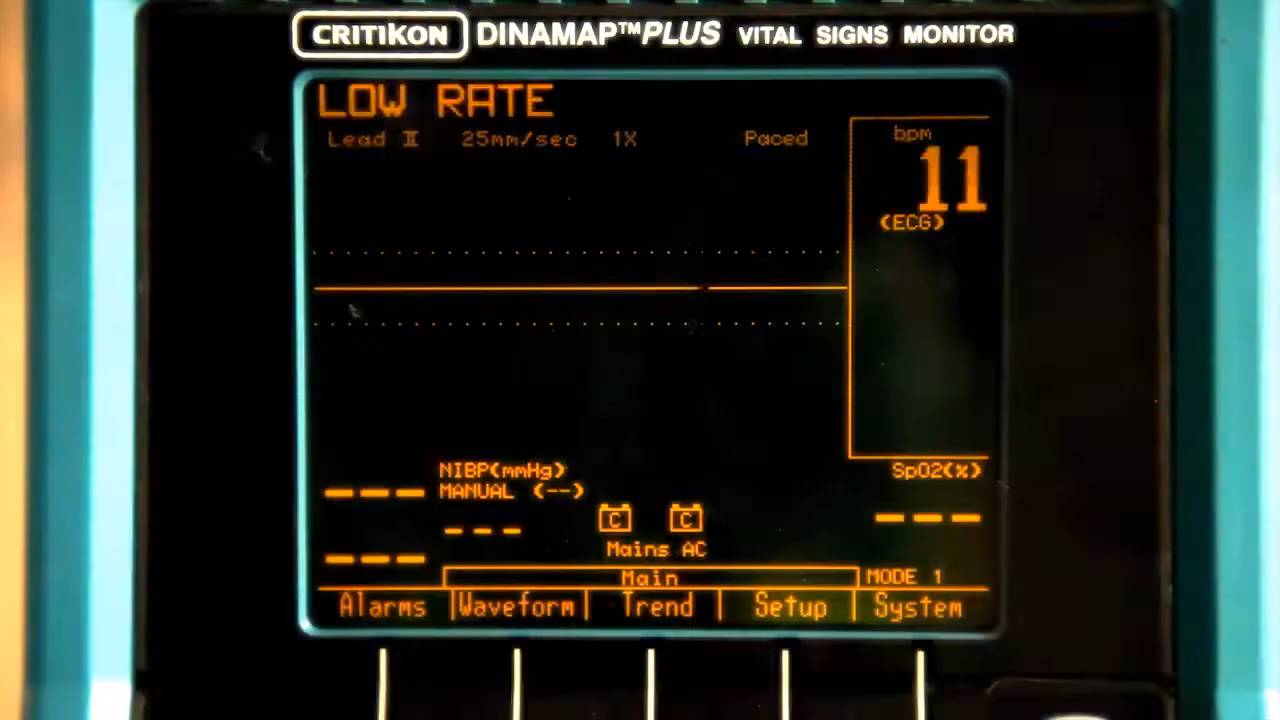 CRITIKON DINAMAP™PLUS VITAL SIGNS MONITOR
LOW RATE
Lead II 25mm/sec 1X Paced
bpm
11
(ECG)
NIBP(mmHg)
MANUAL (--)
---
SpO2(%)
---
---
---
C C
Mains AC
Main
MODE 1
Alarms Waveform Trend Setup System